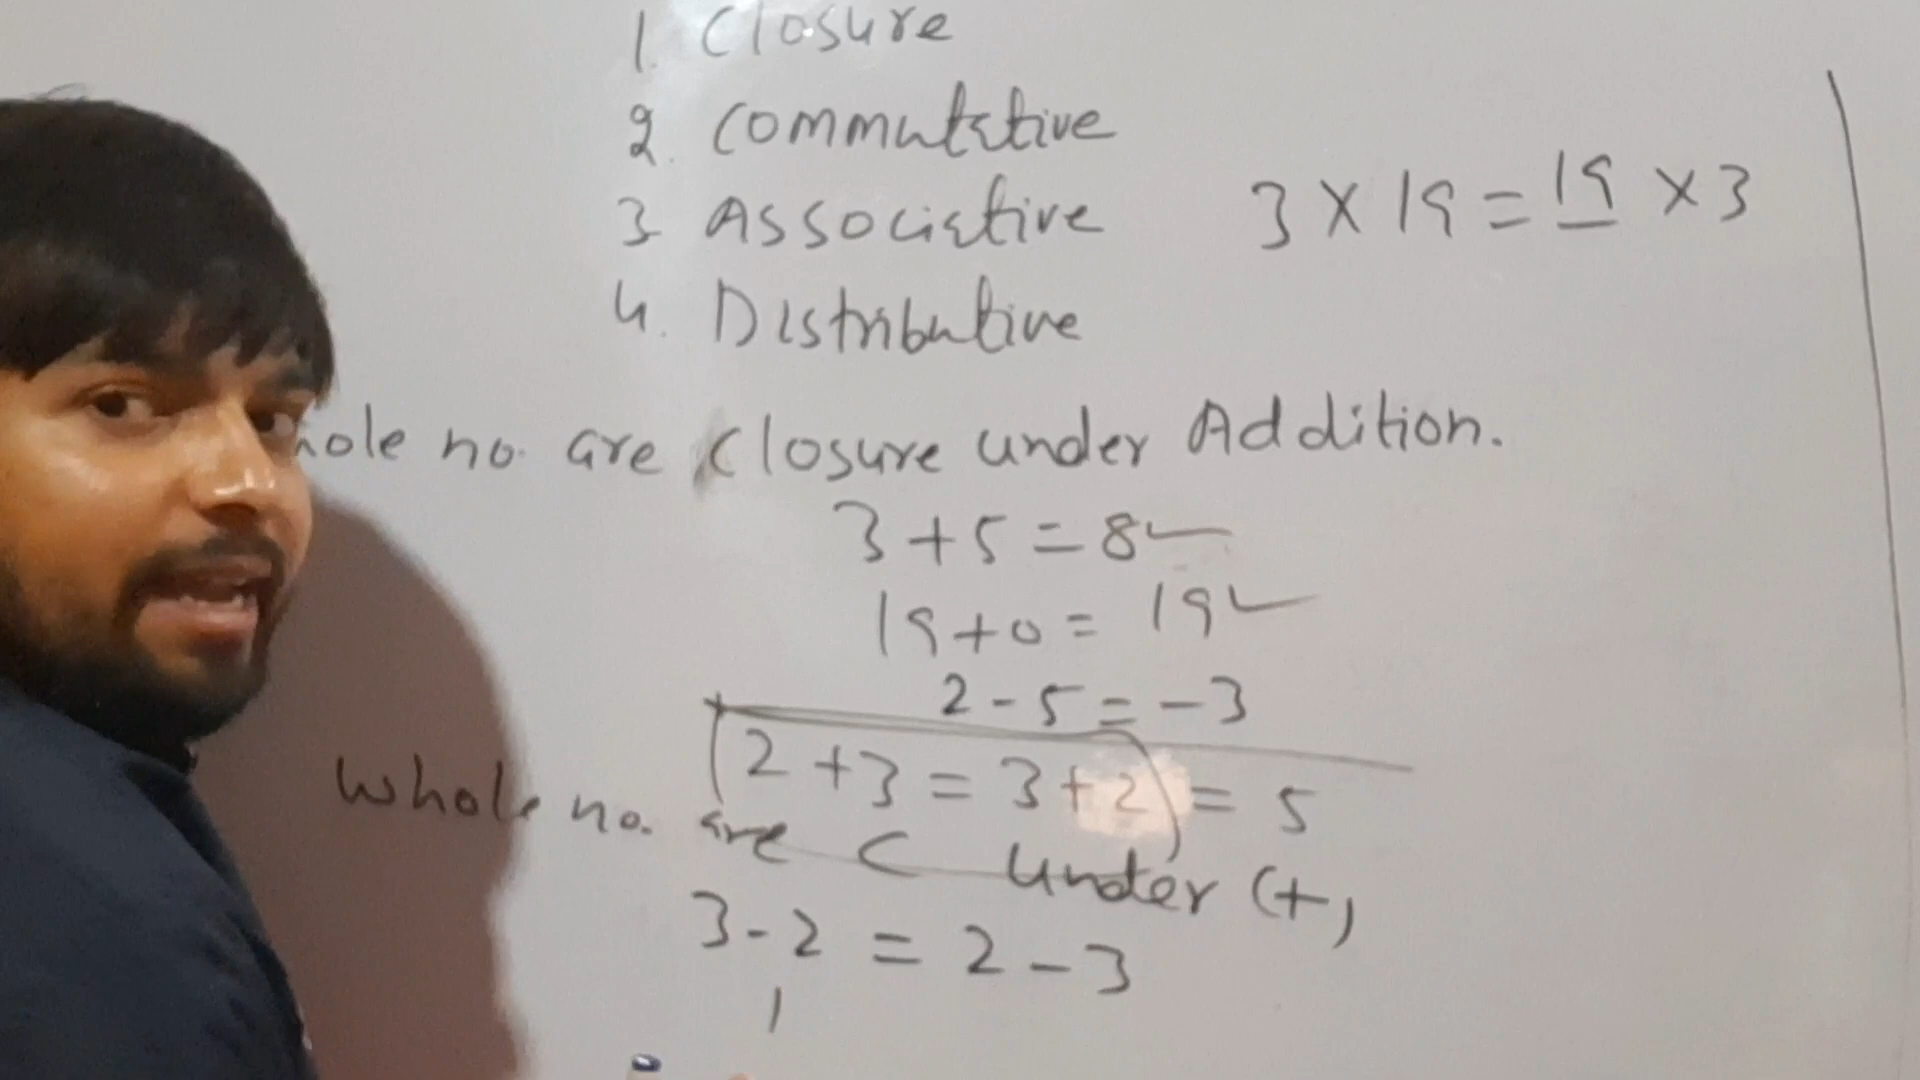 1. Closure
2. Commutative
3 Associative
3 × 19 = 19 × 3
4. Distributive
hole no. are Closure under Addition.
3 + 5 = 8
19 + 0 = 19
2 - 5 = -3
2 + 3 = 3 + 2 = 5
Whole no. are C under (+,
3 - 2 = 2 - 3
1